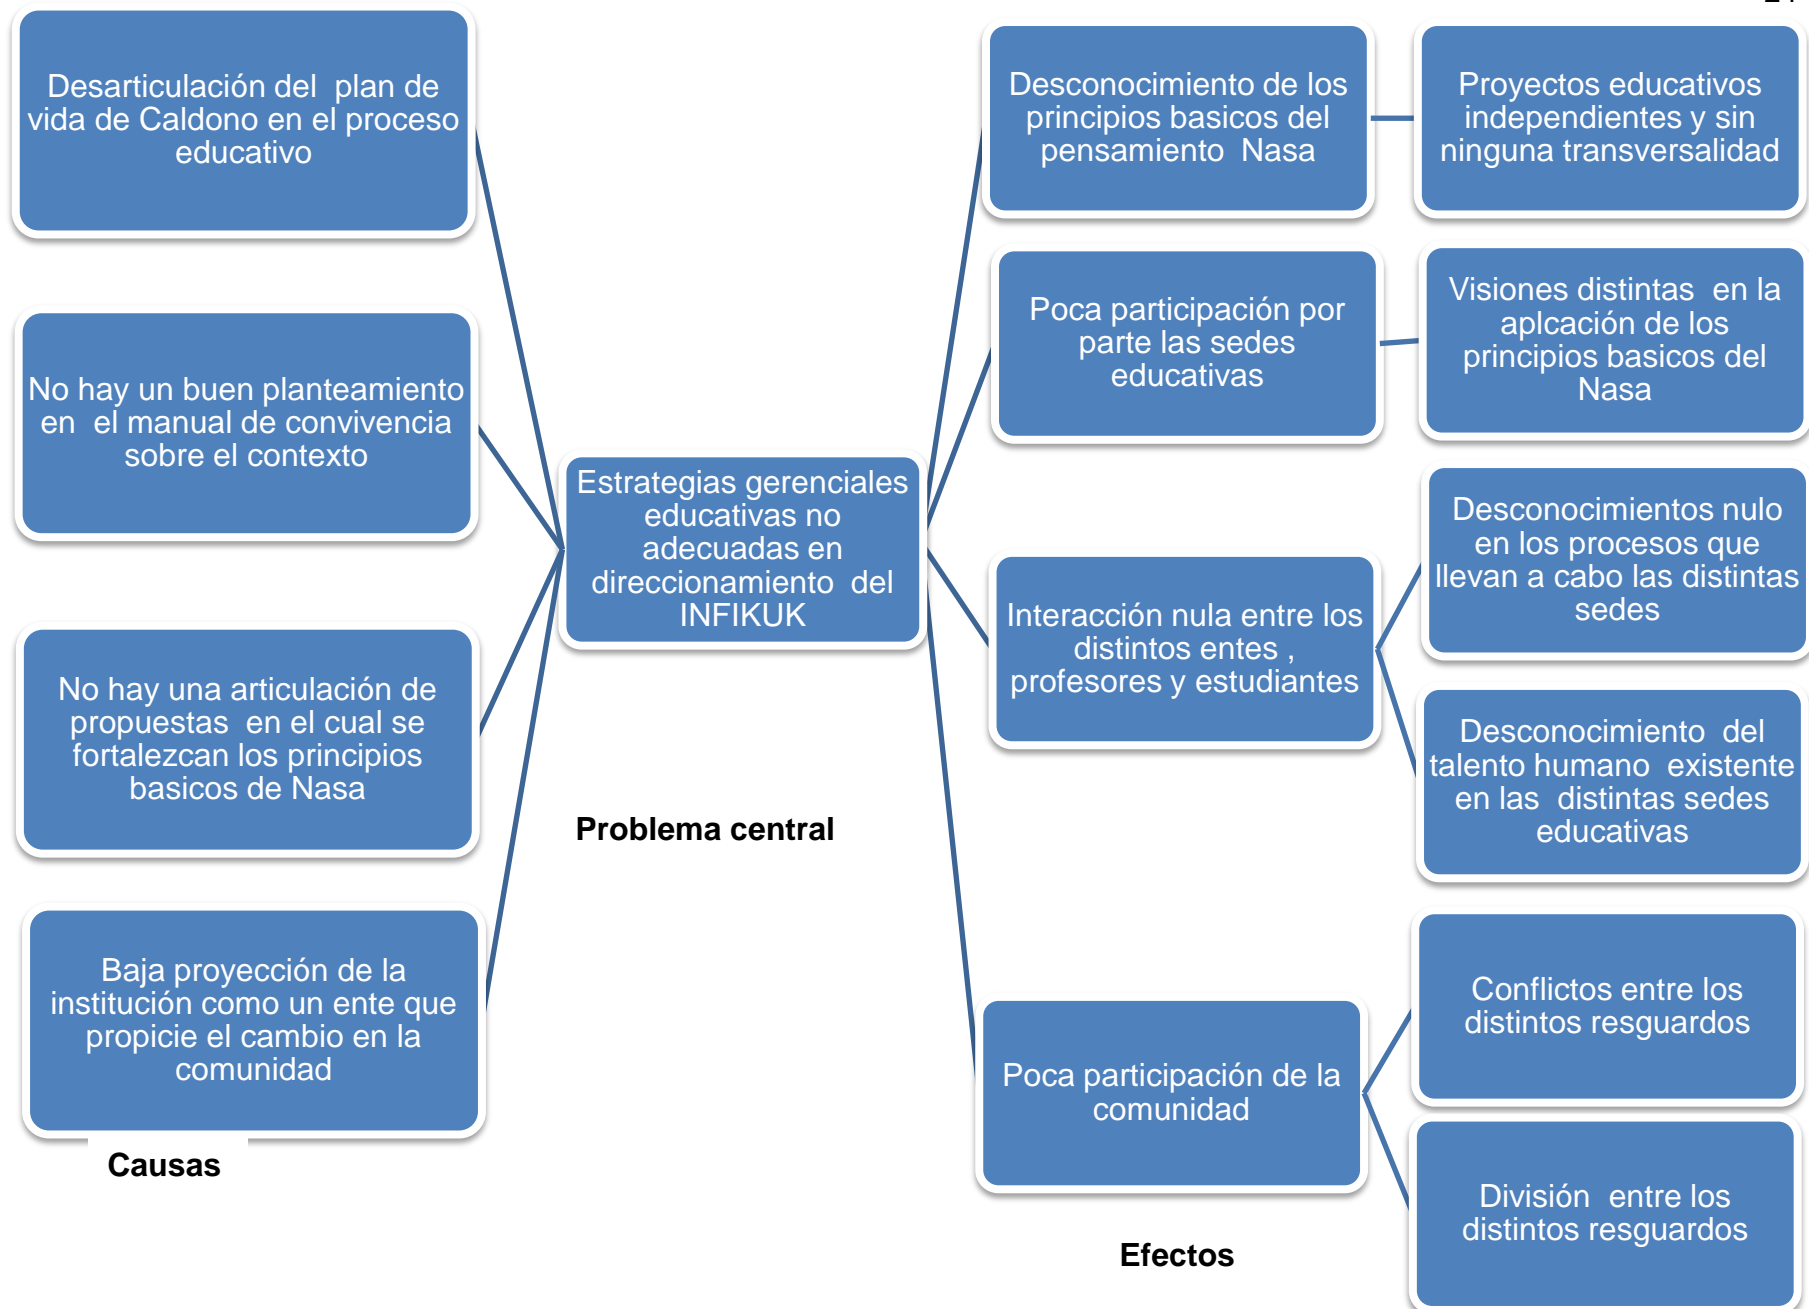 Desarticulación del plan de
vida de Caldono en el proceso
educativo
No hay un buen planteamiento
en el manual de convivencia
sobre el contexto
No hay una articulación de
propuestas en el cual se
fortalezcan los principios
basicos de Nasa
Baja proyección de la
institución como un ente que
propicie el cambio en la
comunidad
Causas
Estrategias gerenciales
educativas no
adecuadas en
direccionamiento del
INFIKUK
Problema central
Desconocimiento de los
principios basicos del
pensamiento Nasa
Proyectos educativos
independientes y sin
ninguna transversalidad
Poca participación por
parte las sedes
educativas
Visiones distintas en la
aplcación de los
principios basicos del
Nasa
Interacción nula entre los
distintos entes ,
profesores y estudiantes
Desconocimientos nulo
en los procesos que
llevan a cabo las distintas
sedes
Desconocimiento del
talento humano existente
en las distintas sedes
educativas
Poca participación de la
comunidad
Conflictos entre los
distintos resguardos
División entre los
distintos resguardos
Efectos